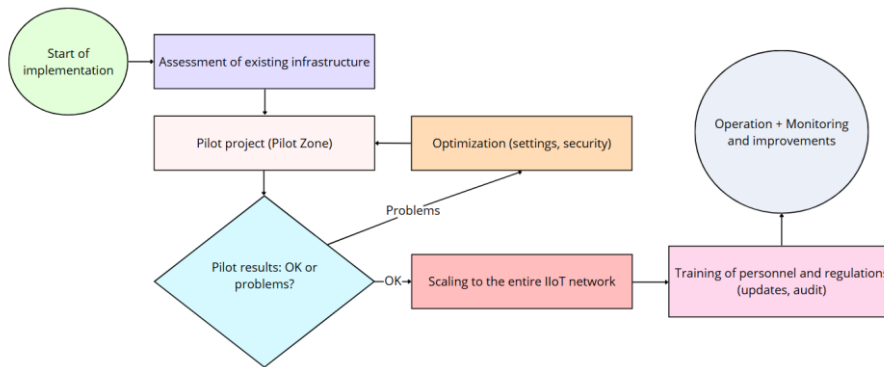 Start of
implementation
Assessment of existing infrastructure
Pilot project (Pilot Zone)
Optimization (settings, security)
Operation + Monitoring
and improvements
Problems
Pilot results: OK or
problems?
OK
Scaling to the entire IIoT network
Training of personnel and regulations
(updates, audit)